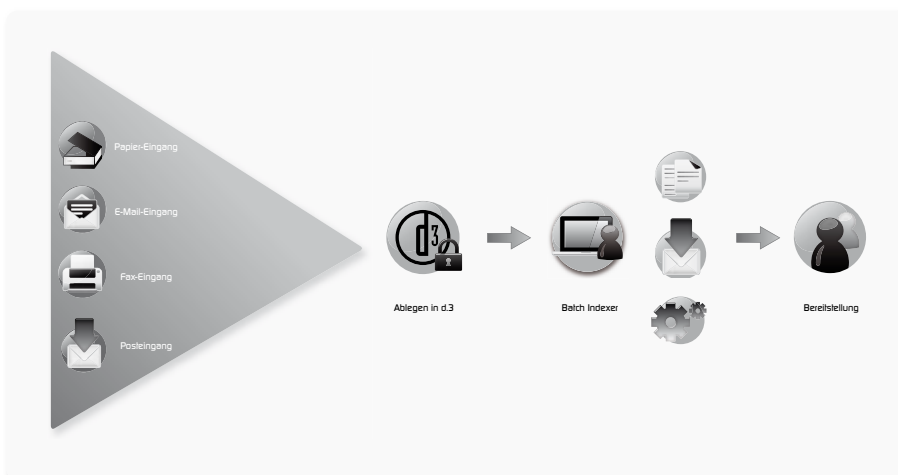 Papier-Eingang
E-Mail-Eingang
Fax-Eingang
Posteingang
d3
Ablegen in d.3
Batch Indexer
Bereitstellung